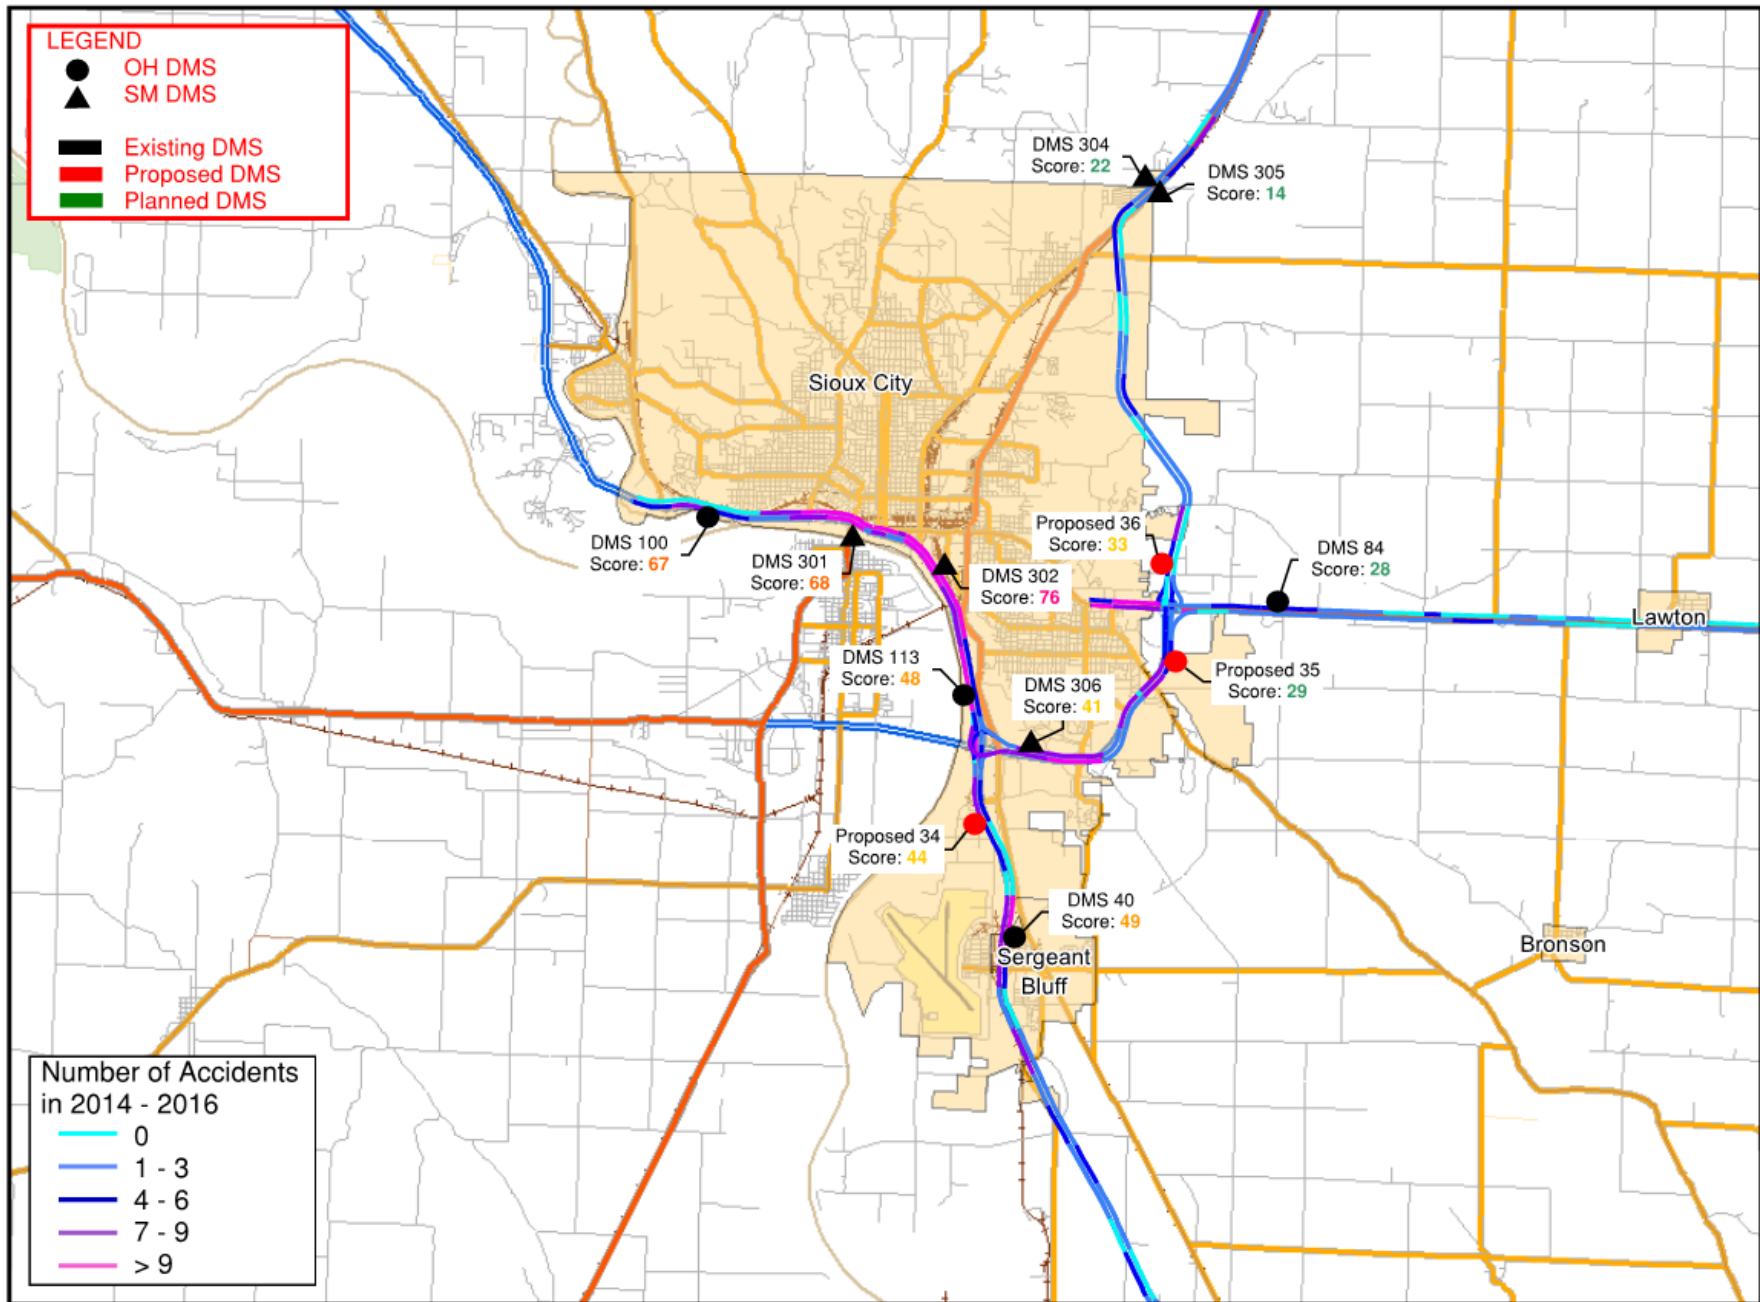 LEGEND
OH DMS
SM DMS
Existing DMS
Proposed DMS
Planned DMS
DMS 304
Score: 22
DMS 305
Score: 14
Sioux City
Proposed 36
Score: 33
DMS 84
Score: 28
DMS 100
Score: 67
DMS 301
Score: 68
DMS 302
Score: 76
Lawton
DMS 113
Score: 48
DMS 306
Score: 41
Proposed 35
Score: 29
Proposed 34
Score: 44
DMS 40
Score: 49
Sergeant
Bluff
Bronson
Number of Accidents
in 2014 - 2016
0
1 - 3
4 - 6
7 - 9
> 9